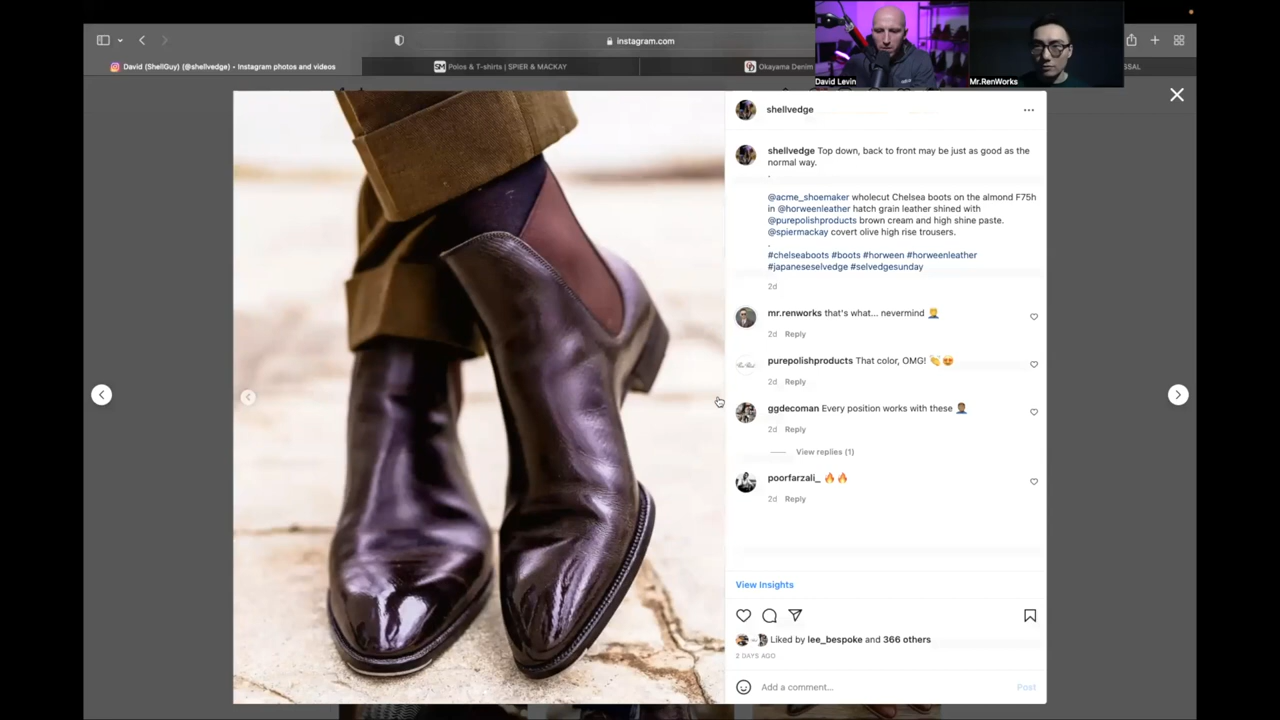 instagram.com
David (ShellGuy) (@shellvedge) • Instagram photos and videos
SM Polos & T-shirts | SPIER & MACKAY
Okayama Denim
SAL
David Levin
Mr.RenWorks
shellvedge
shellvedge Top down, back to front may be just as good as the
normal way.
.
@acme_shoemaker wholecut Chelsea boots on the almond F75h
in @horweenleather hatch grain leather shined with
@purepolishproducts brown cream and high shine paste.
@spiermackay covert olive high rise trousers.
.
#chelseaboots #boots #horween #horweenleather
#japaneseselvedge #selvedgesunday
2d
mr.renworks that's what... nevermind 🤦‍♂️
2d Reply
purepolishproducts That color, OMG! 👏😍
2d Reply
ggdecoman Every position works with these 🤦🏾‍♂️
2d Reply
View replies (1)
poorfarzali_ 🔥🔥
2d Reply
View Insights
Liked by lee_bespoke and 366 others
2 DAYS AGO
Add a comment...
Post